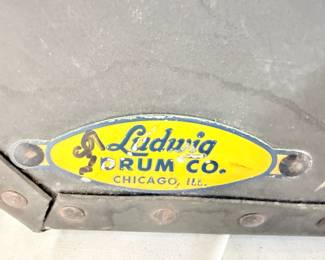 Ludwig
DRUM CO.
CHICAGO, ILL.